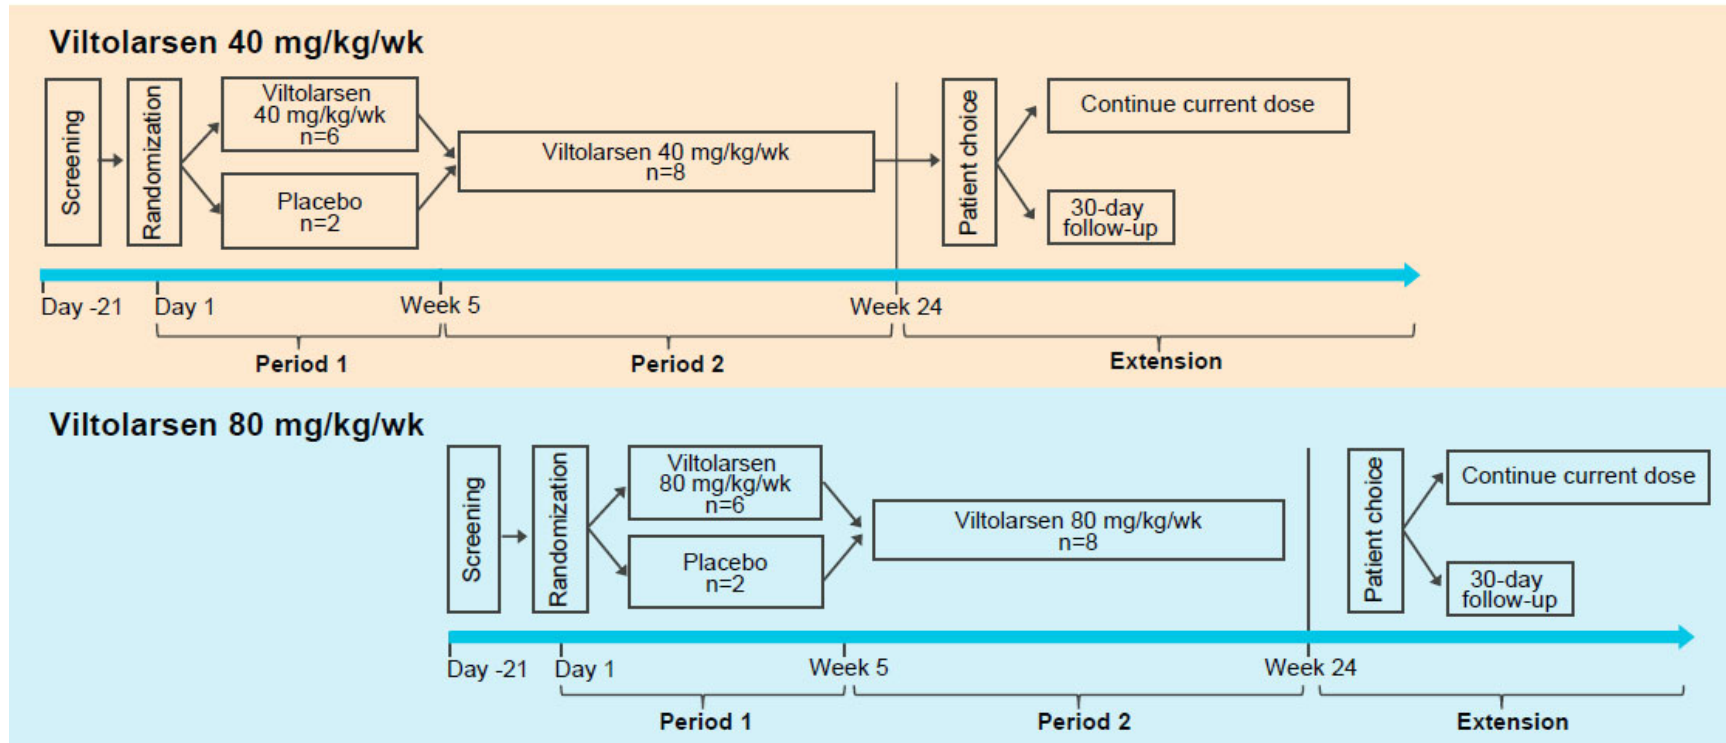 Viltolarsen 40 mg/kg/wk
Screening
Randomization
Viltolarsen
40 mg/kg/wk
n=6
Placebo
n=2
Viltolarsen 40 mg/kg/wk
n=8
Patient choice
Continue current dose
30-day
follow-up
Day -21
Day 1
Week 5
Week 24
Period 1
Period 2
Extension
Viltolarsen 80 mg/kg/wk
Screening
Randomization
Viltolarsen
80 mg/kg/wk
n=6
Placebo
n=2
Viltolarsen 80 mg/kg/wk
n=8
Patient choice
Continue current dose
30-day
follow-up
Day -21
Day 1
Week 5
Week 24
Period 1
Period 2
Extension